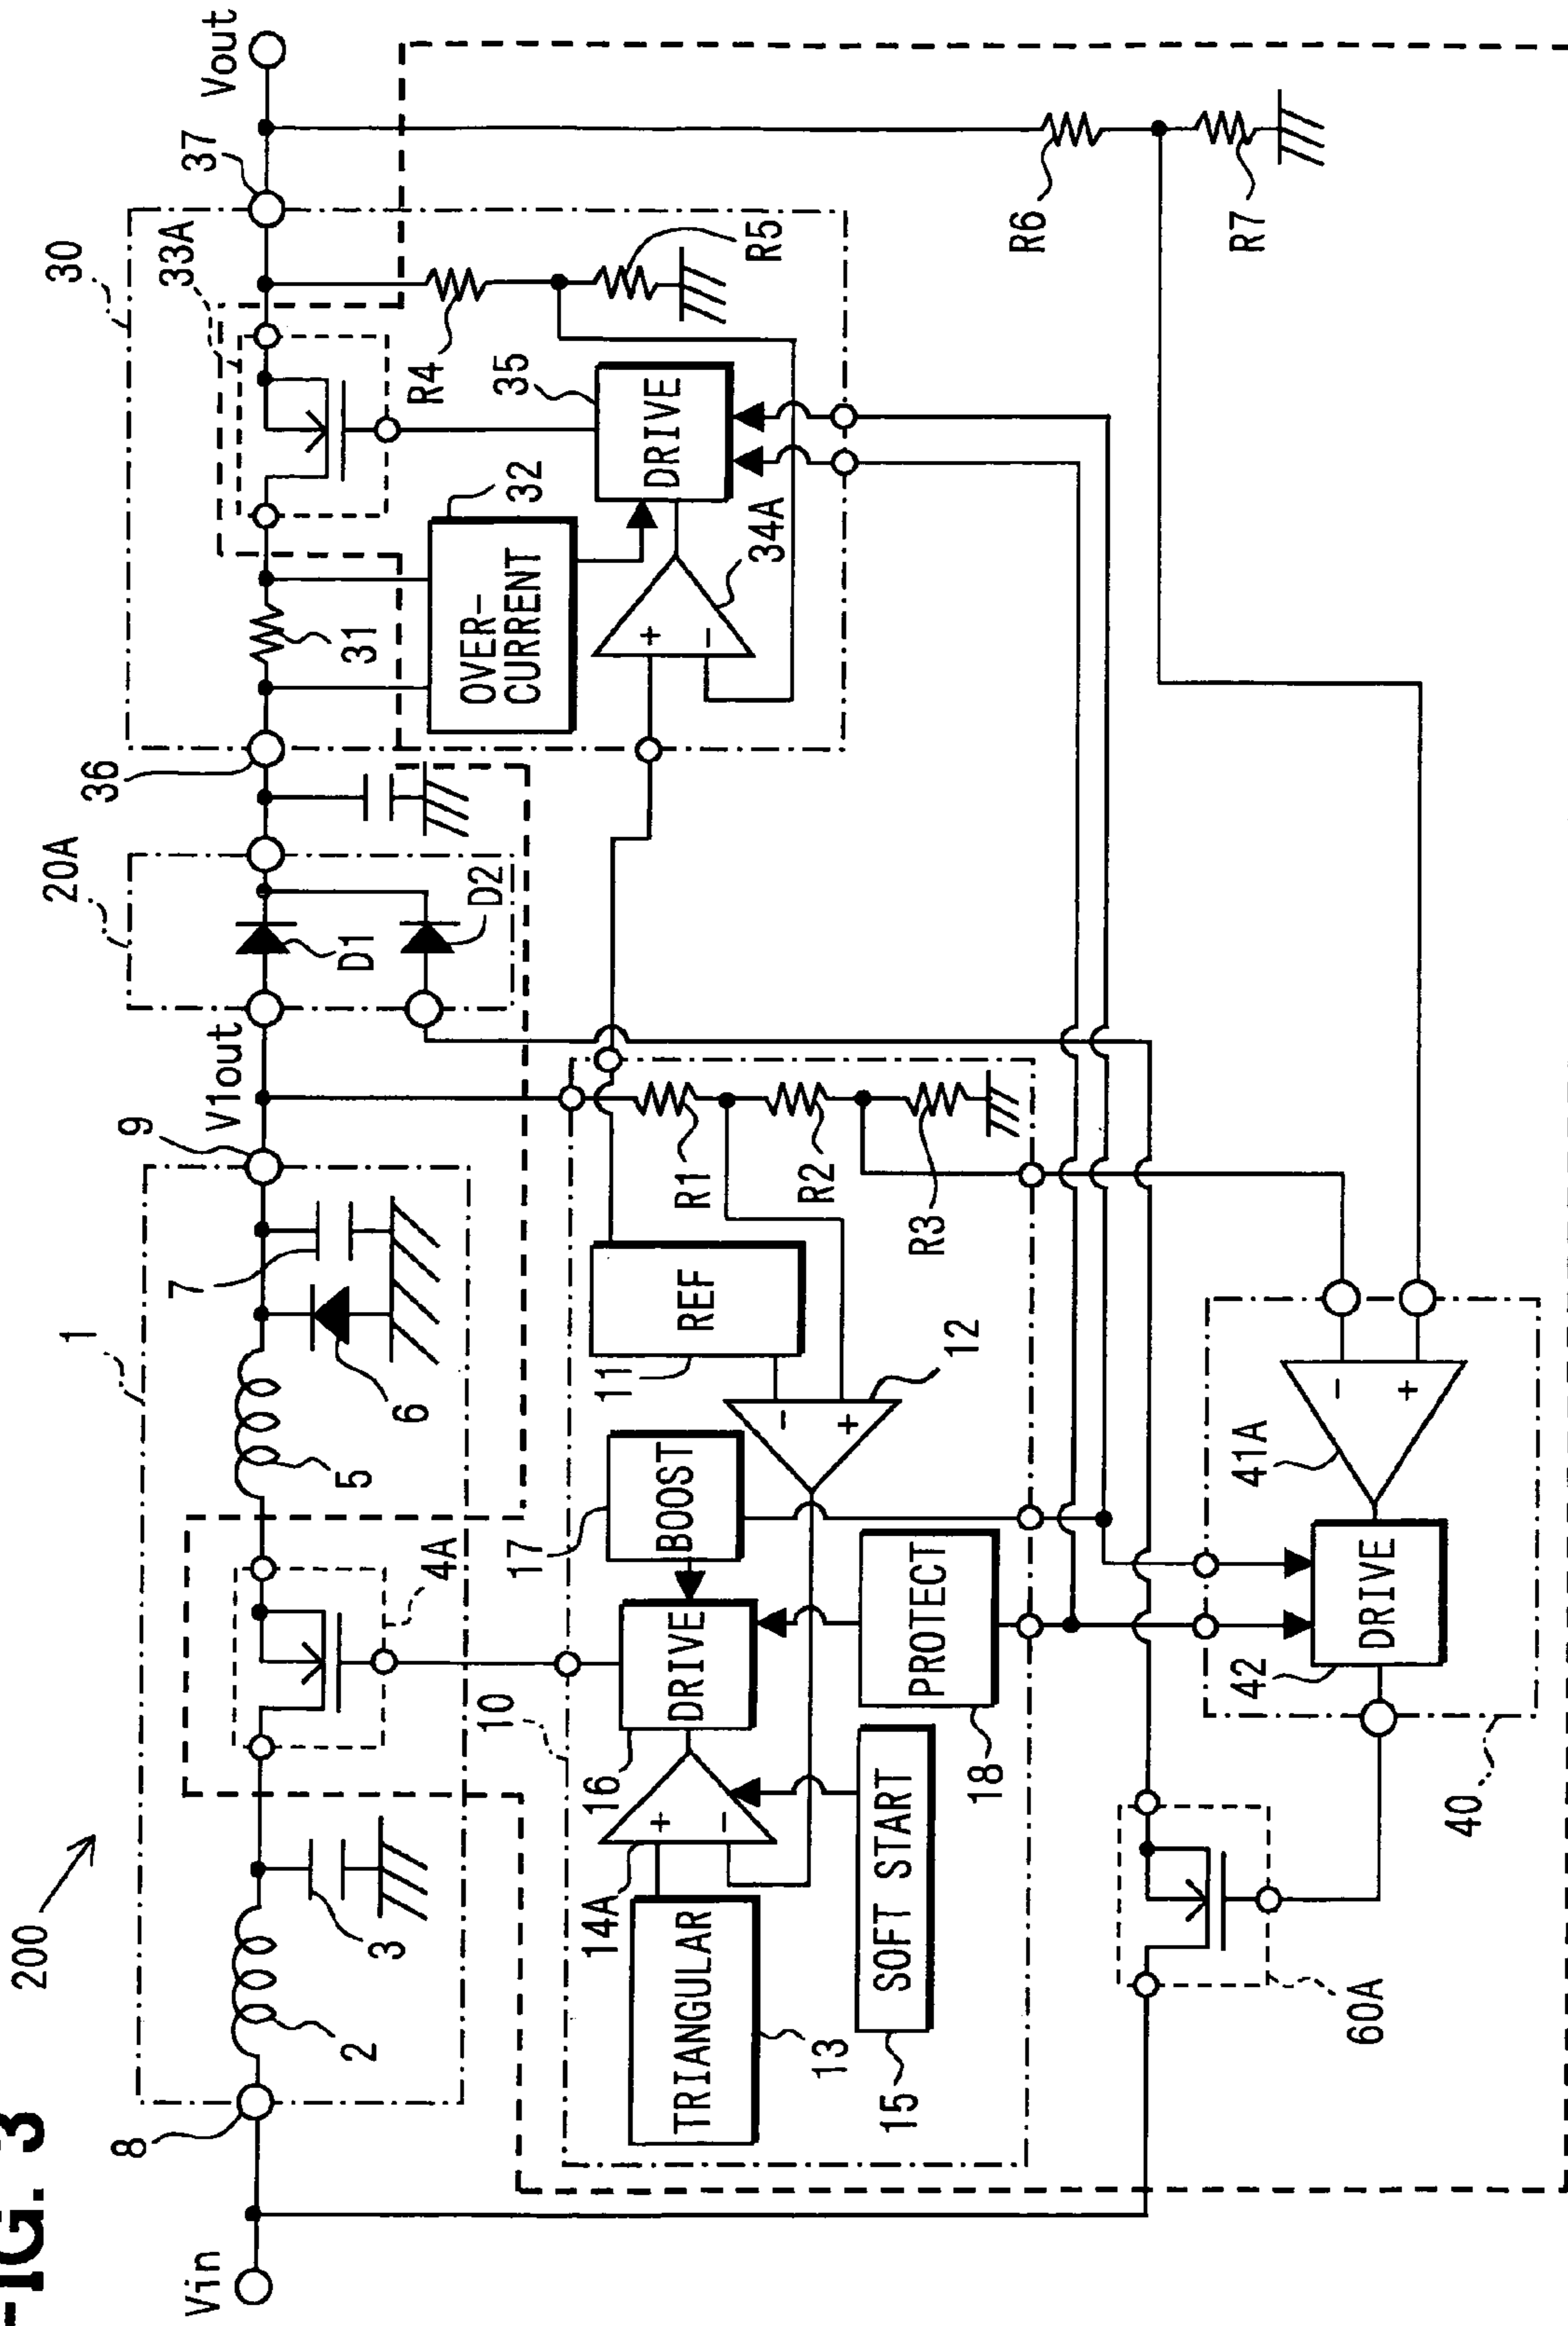 FIG. 3
200
Vin
8
2
3
1
4A
5
6
7
9
V1out
20A
D1
D2
36
30
31
33A
37
Vout
OVER-
CURRENT
32
R4
R5
35
DRIVE
+
-
34A
R6
R7
10
TRIANGULAR
13
14A
+
-
SOFT START
15
16
DRIVE
17
BOOST
PROTECT
18
11
REF
12
-
+
R1
R2
R3
60A
40
42
DRIVE
41A
-
+